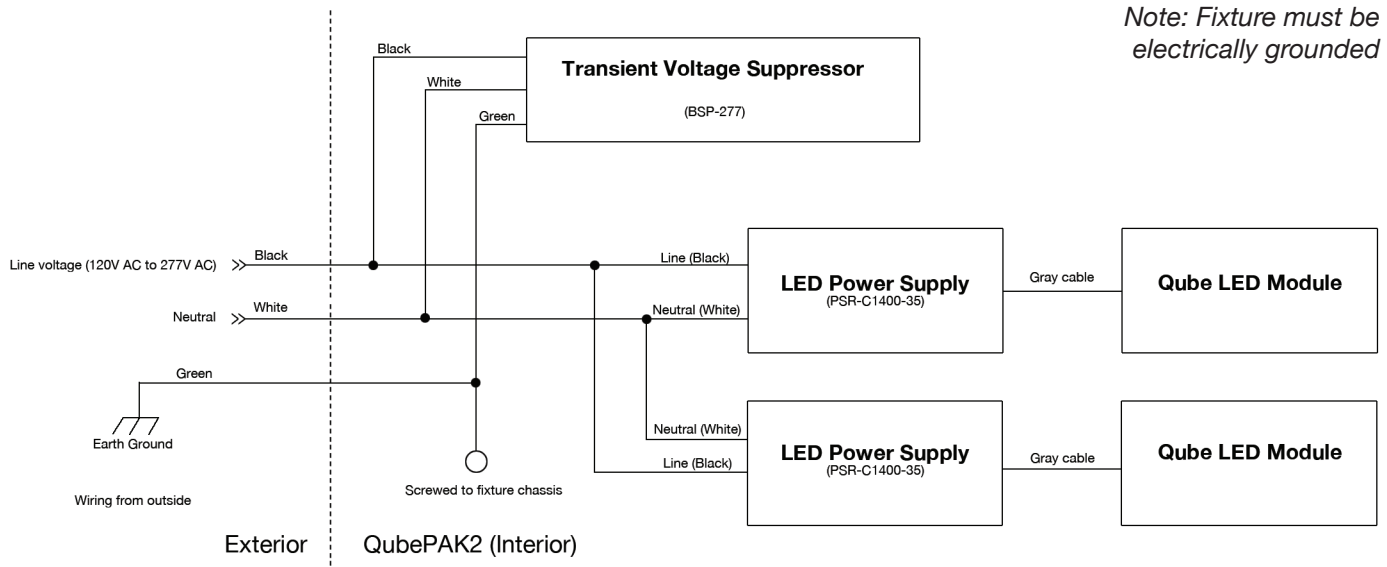 Note: Fixture must be
electrically grounded
Black
Transient Voltage Suppressor
White
(BSP-277)
Green
Line voltage (120V AC to 277V AC)
Black
Line (Black)
LED Power Supply
(PSR-C1400-35)
Gray cable
Qube LED Module
Neutral
White
Neutral (White)
Green
Earth Ground
Neutral (White)
LED Power Supply
(PSR-C1400-35)
Gray cable
Qube LED Module
Line (Black)
Screwed to fixture chassis
Wiring from outside
Exterior
QubePAK2 (Interior)